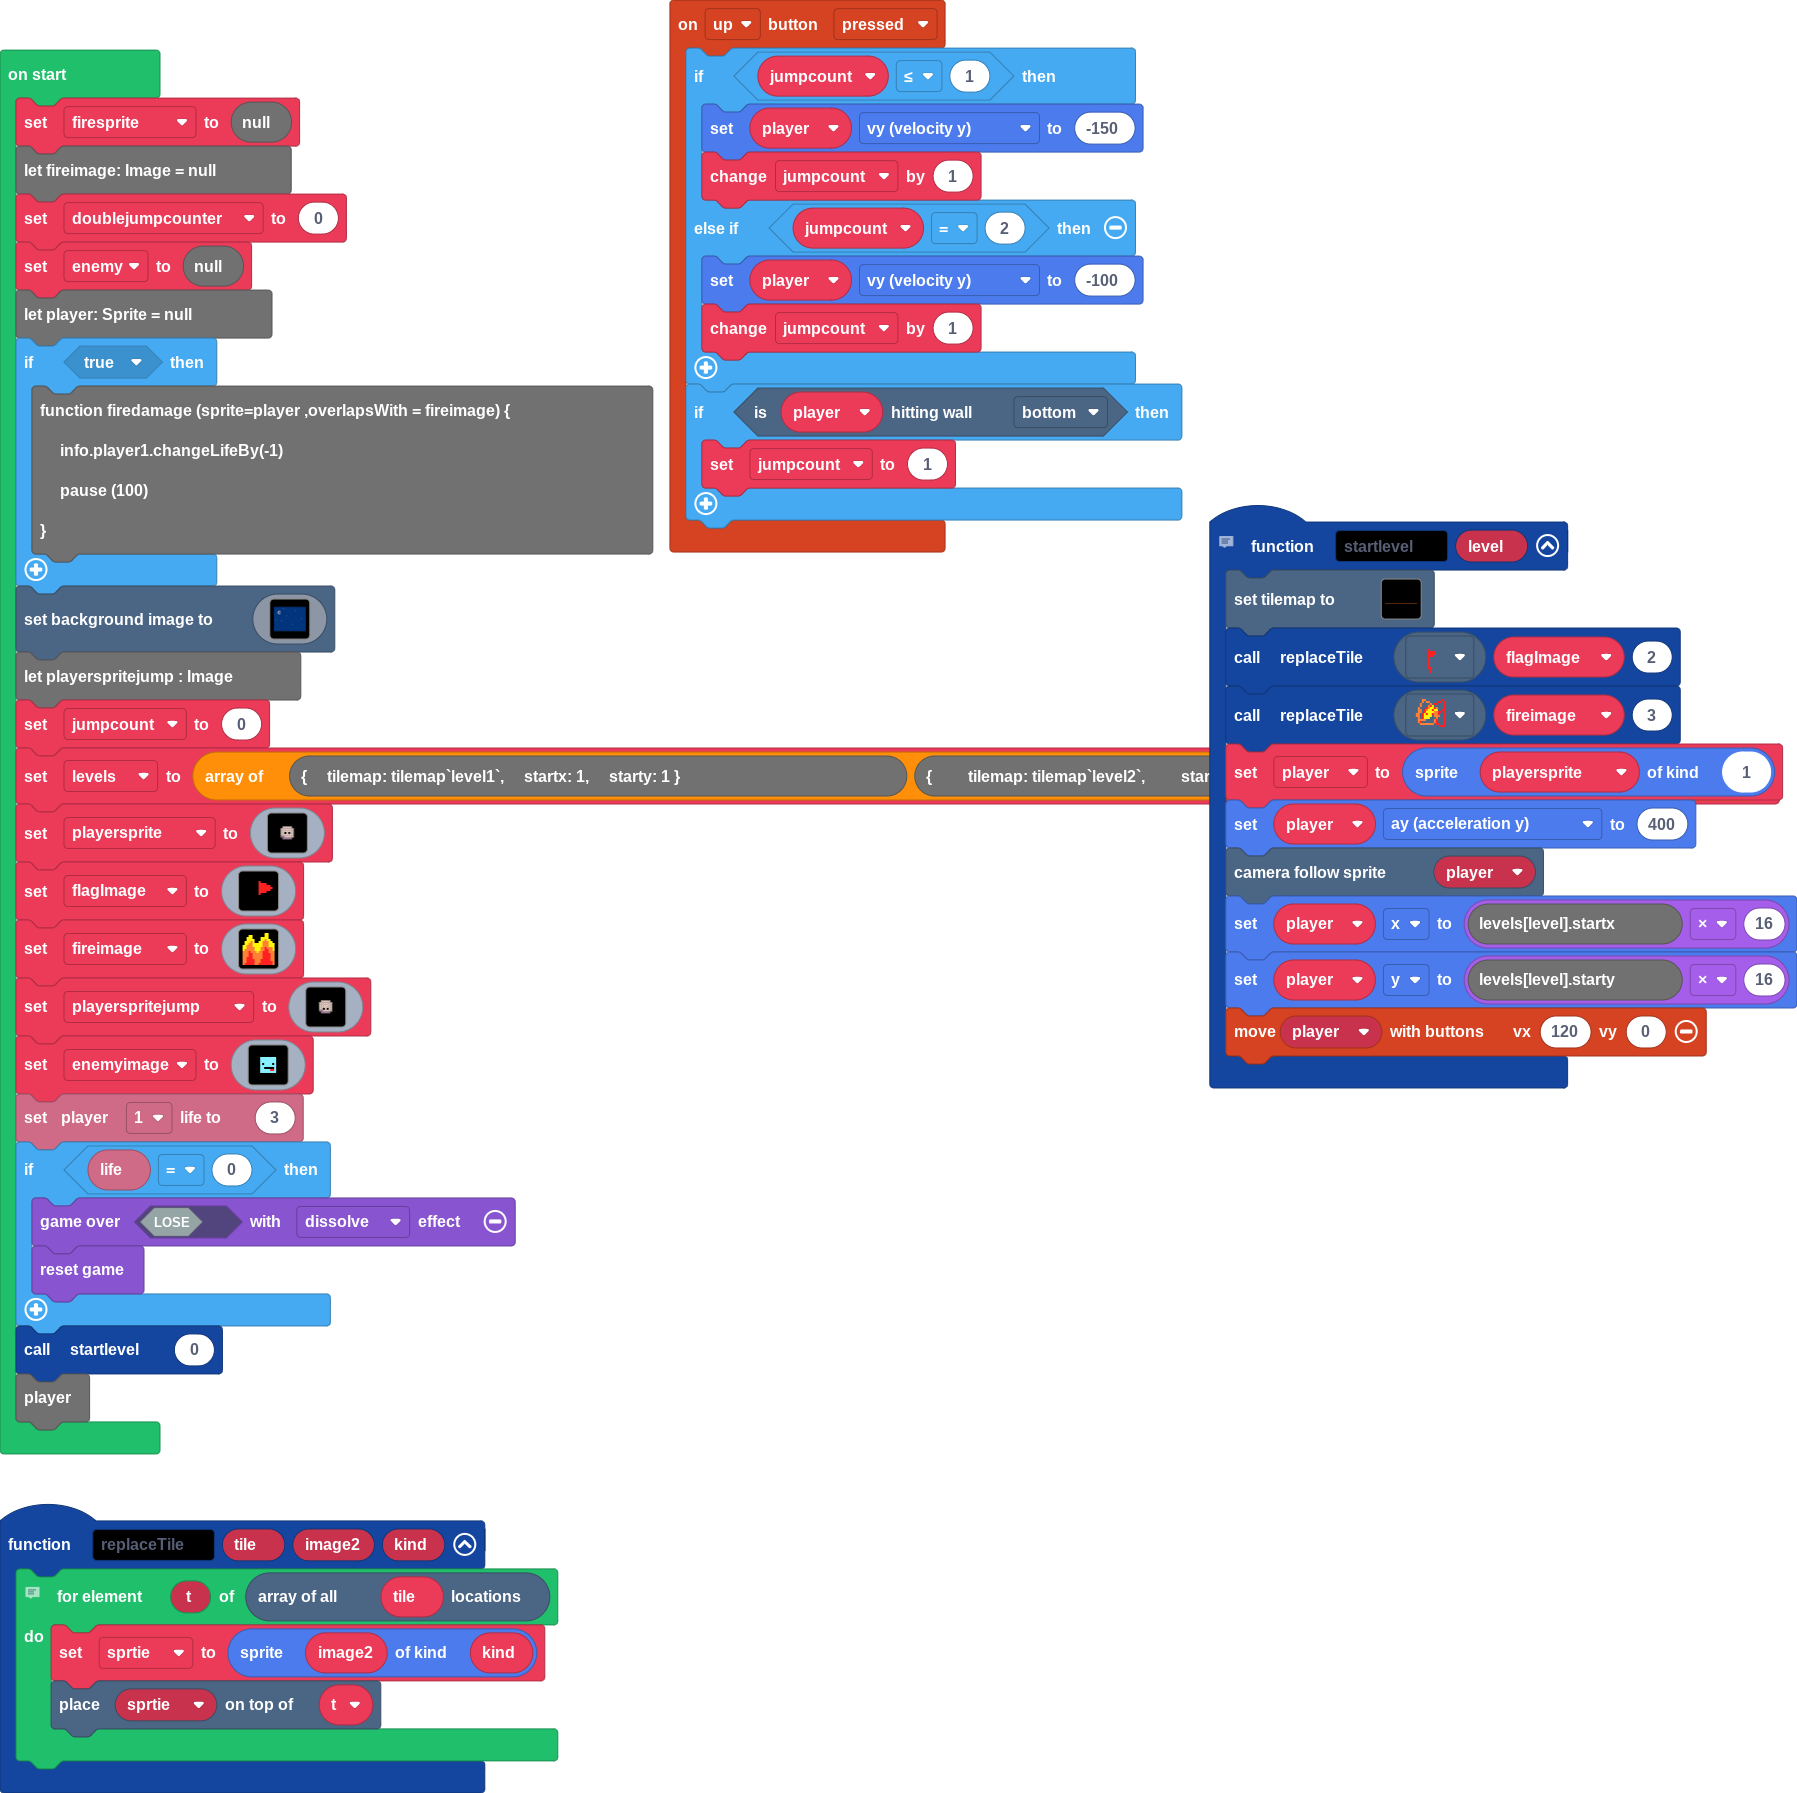 on start
set firesprite to null
let fireimage: Image = null
set doublejumpcounter to 0
set enemy to null
let player: Sprite = null
if true then
function firedamage (sprite=player ,overlapsWith = fireimage) {
info.player1.changeLifeBy(-1)
pause (100)
}
set background image to
let playerspritejump : Image
set jumpcount to 0
set levels to array of { tilemap: tilemap`level1`, startx: 1, starty: 1 } { tilemap: tilemap`level2`, star
set playersprite to
set flagImage to
set fireimage to
set playerspritejump to
set enemyimage to
set player 1 life to 3
if life = 0 then
game over LOSE with dissolve effect
reset game
call startlevel 0
player
on up button pressed
if jumpcount ≤ 1 then
set player vy (velocity y) to -150
change jumpcount by 1
else if jumpcount = 2 then
set player vy (velocity y) to -100
change jumpcount by 1
if is player hitting wall bottom then
set jumpcount to 1
function startlevel level
set tilemap to
call replaceTile flagImage 2
call replaceTile fireimage 3
set player to sprite playersprite of kind 1
set player ay (acceleration y) to 400
camera follow sprite player
set player x to levels[level].startx × 16
set player y to levels[level].starty × 16
move player with buttons vx 120 vy 0
function replaceTile tile image2 kind
for element t of array of all tile locations
do
set sprtie to sprite image2 of kind kind
place sprtie on top of t